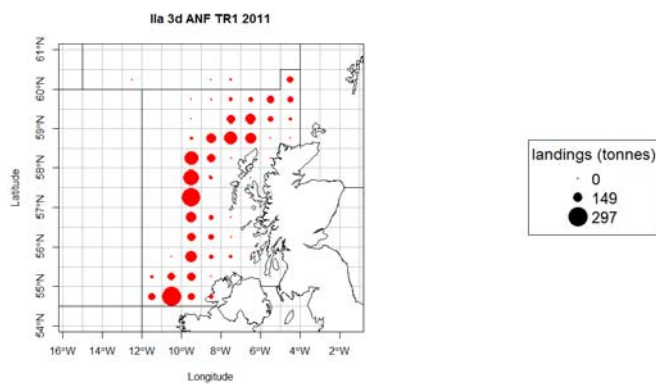 IIa 3d ANF TR1 2011
61°N
60°N
59°N
58°N
57°N
56°N
55°N
54°N
Latitude
16°W 14°W 12°W 10°W 8°W 6°W 4°W 2°W
Longitude
landings (tonnes)
0
149
297